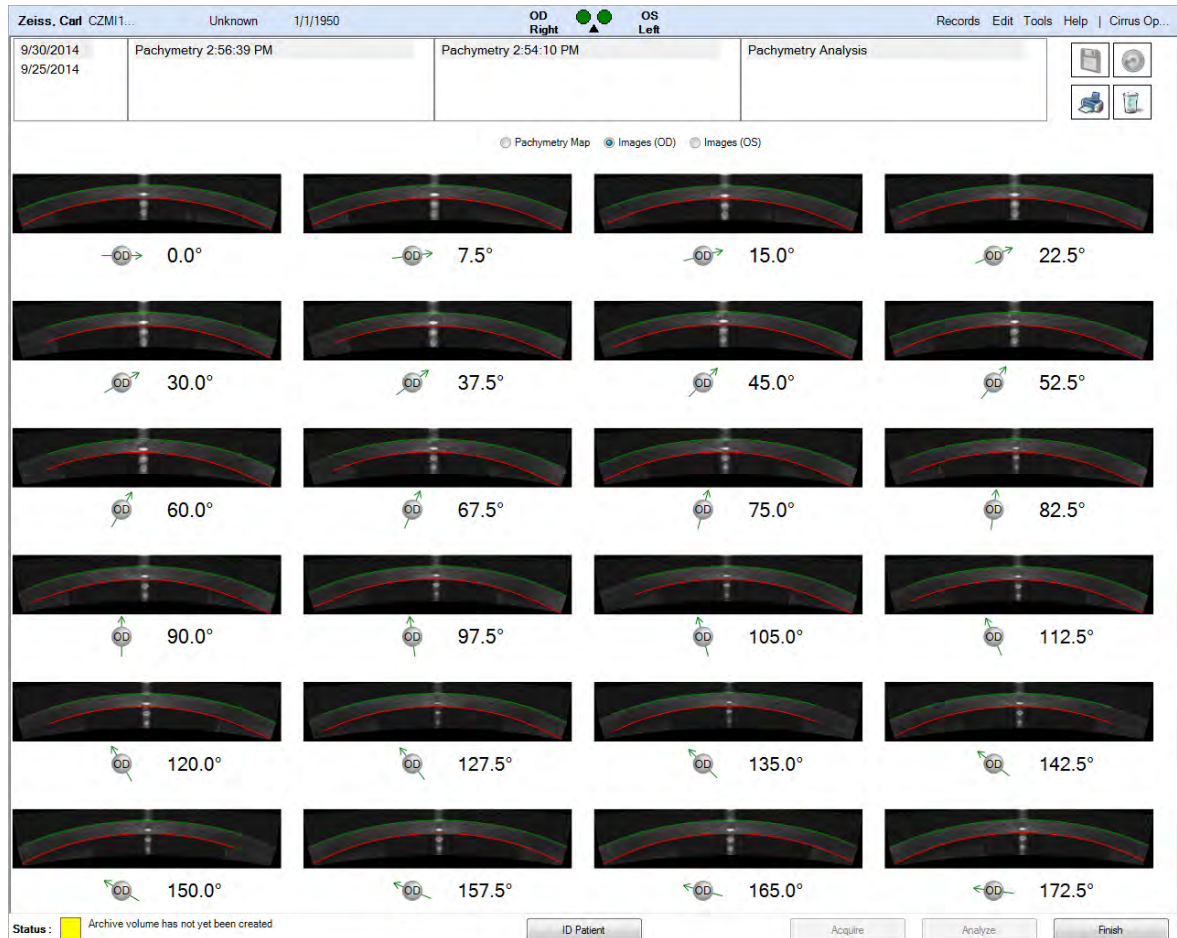 Zeiss, Carl CZMI1... Unknown 1/1/1950 OD Right OS Left Records Edit Tools Help | Cirrus Op...
9/30/2014 Pachymetry 2:56:39 PM Pachymetry 2:54:10 PM Pachymetry Analysis
9/25/2014
Pachymetry Map Images (OD) Images (OS)
OD 0.0° OD 7.5° OD 15.0° OD 22.5°
OD 30.0° OD 37.5° OD 45.0° OD 52.5°
OD 60.0° OD 67.5° OD 75.0° OD 82.5°
OD 90.0° OD 97.5° OD 105.0° OD 112.5°
OD 120.0° OD 127.5° OD 135.0° OD 142.5°
OD 150.0° OD 157.5° OD 165.0° OD 172.5°
Status : Archive volume has not yet been created ID Patient Acquire Analyze Finish